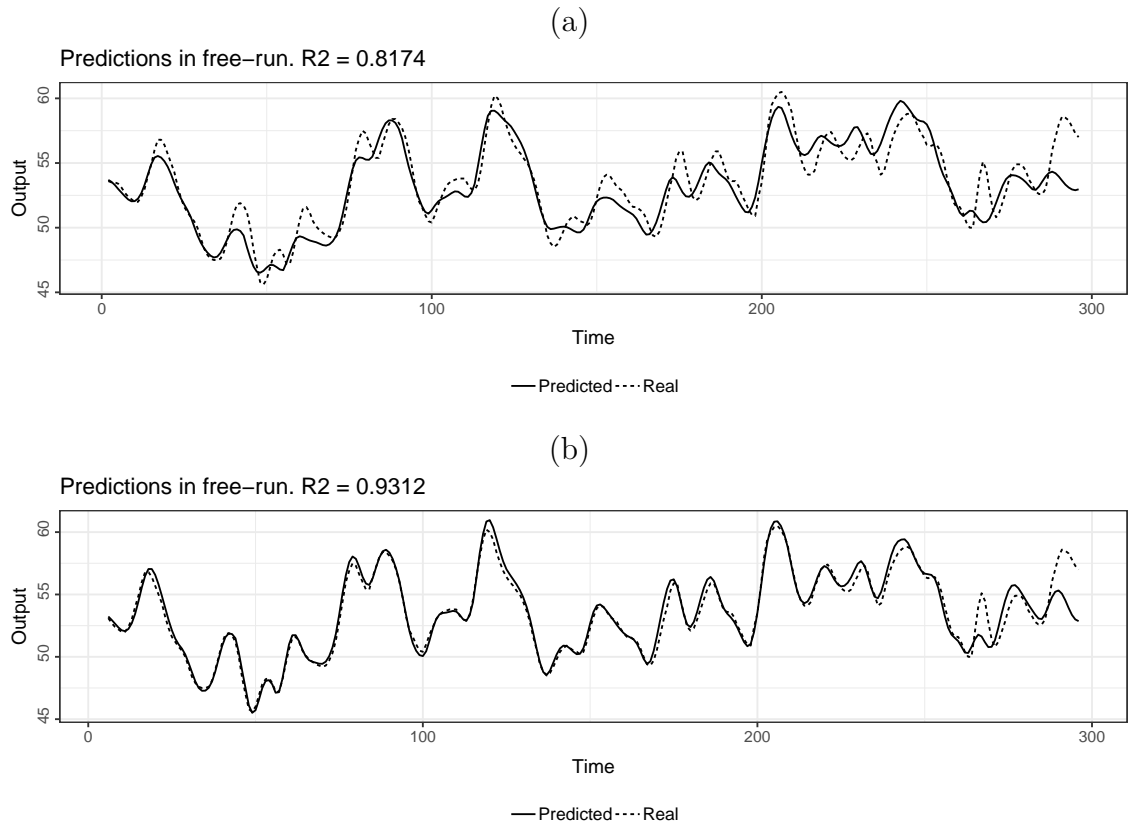 (a)
Predictions in free−run. R2 = 0.8174
60
55
50
45
Output
0 100 200 300
Time
Predicted Real
(b)
Predictions in free−run. R2 = 0.9312
60
55
50
45
Output
0 100 200 300
Time
Predicted Real